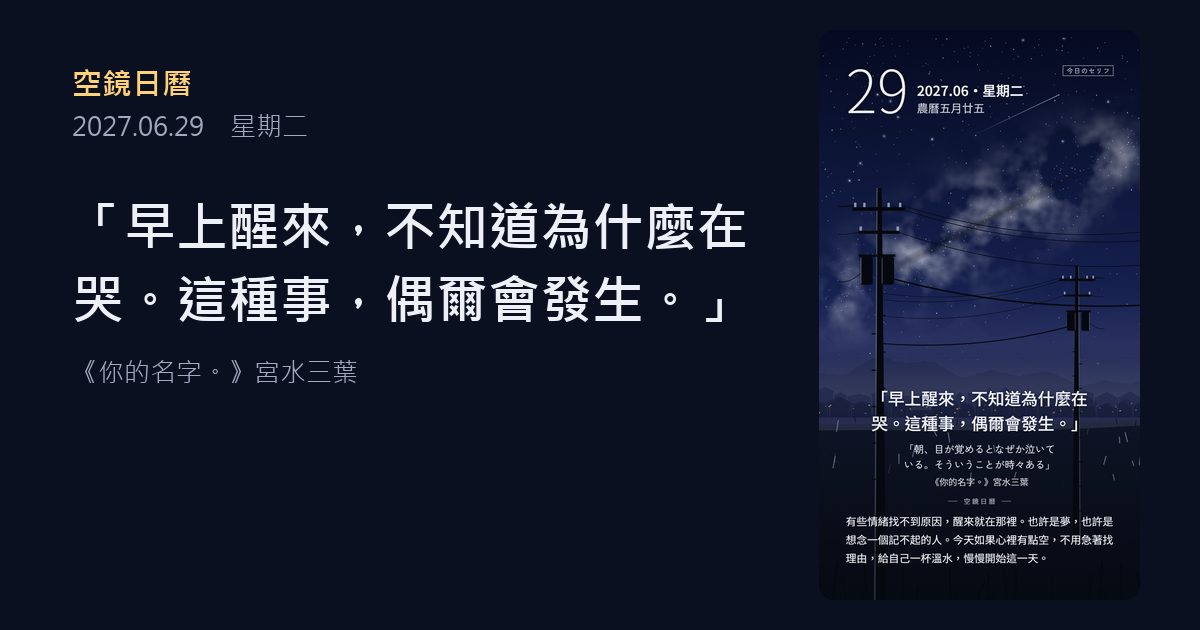 空鏡日曆
2027.06.29 星期二
「早上醒來，不知道為什麼在
哭。這種事，偶爾會發生。」
《你的名字。》宮水三葉
今日のセリフ
29
2027.06・星期二
農曆五月廿五
「早上醒來，不知道為什麼在
哭。這種事，偶爾會發生。」
「朝、目が覚めるとなぜか泣いて
いる。そういうことが時々ある」
《你的名字。》宮水三葉
— 空鏡日曆 —
有些情緒找不到原因，醒來就在那裡。也許是夢，也許是
想念一個記不起的人。今天如果心裡有點空，不用急著找
理由，給自己一杯溫水，慢慢開始這一天。